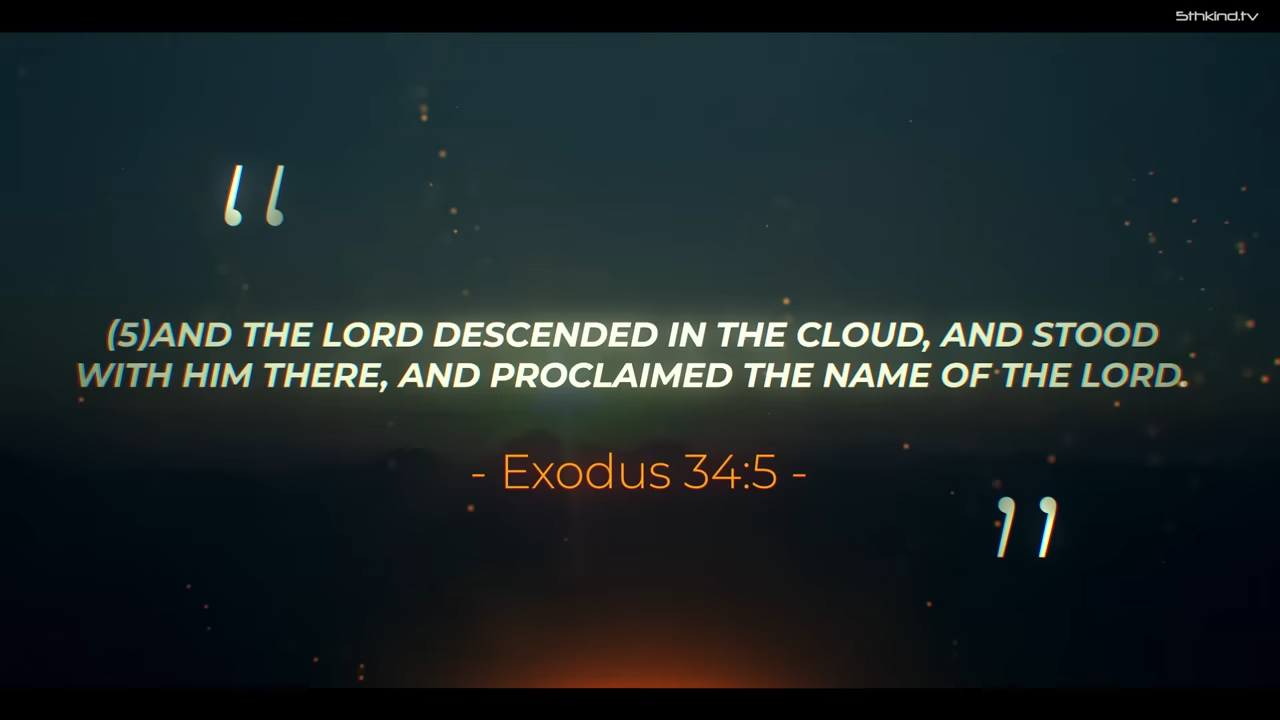 5thkind.tv
“
(5)AND THE LORD DESCENDED IN THE CLOUD, AND STOOD
WITH HIM THERE, AND PROCLAIMED THE NAME OF THE LORD.
- Exodus 34:5 -
”